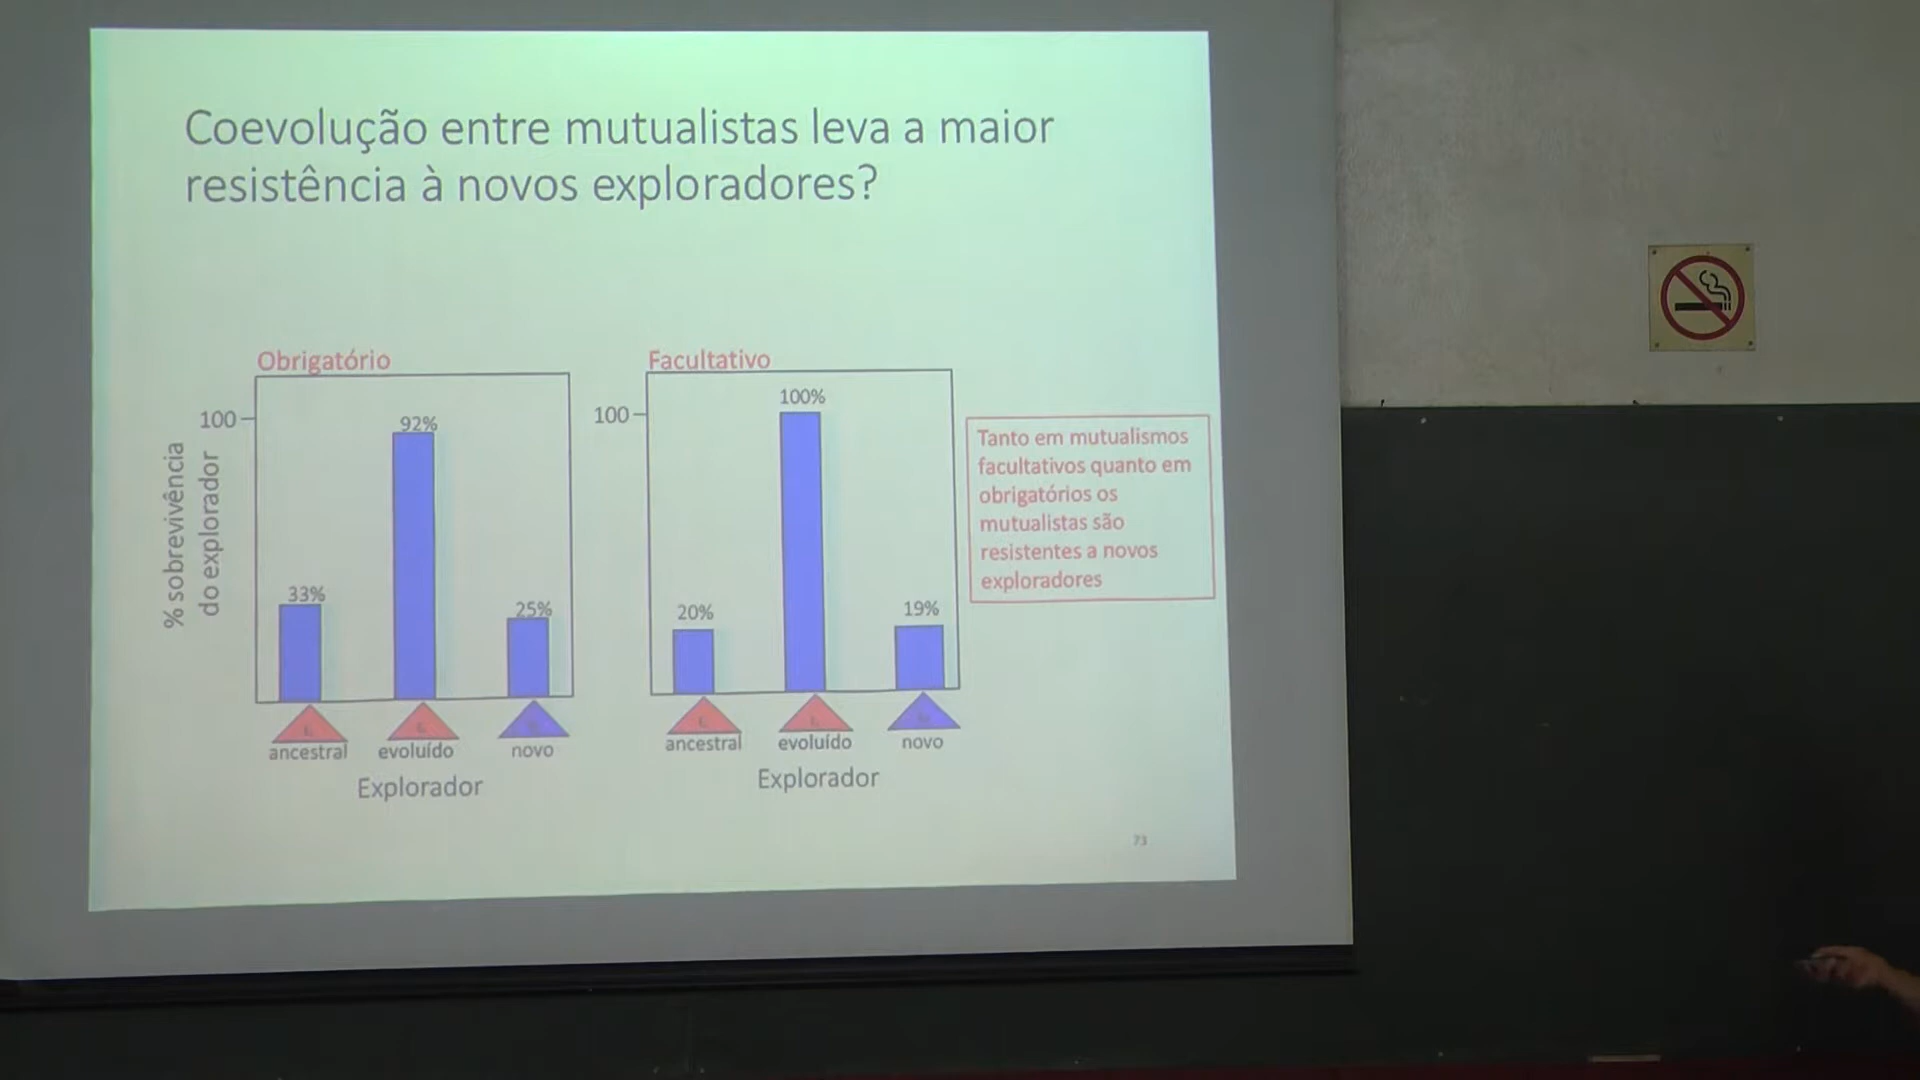 Coevolução entre mutualistas leva a maior
resistência à novos exploradores?
Obrigatório
100
% sobrevivência
do explorador
33%
92%
25%
ancestral
evoluído
novo
Explorador
Facultativo
100
20%
100%
19%
ancestral
evoluído
novo
Explorador
Tanto em mutualismos
facultativos quanto em
obrigatórios os
mutualistas são
resistentes a novos
exploradores
73